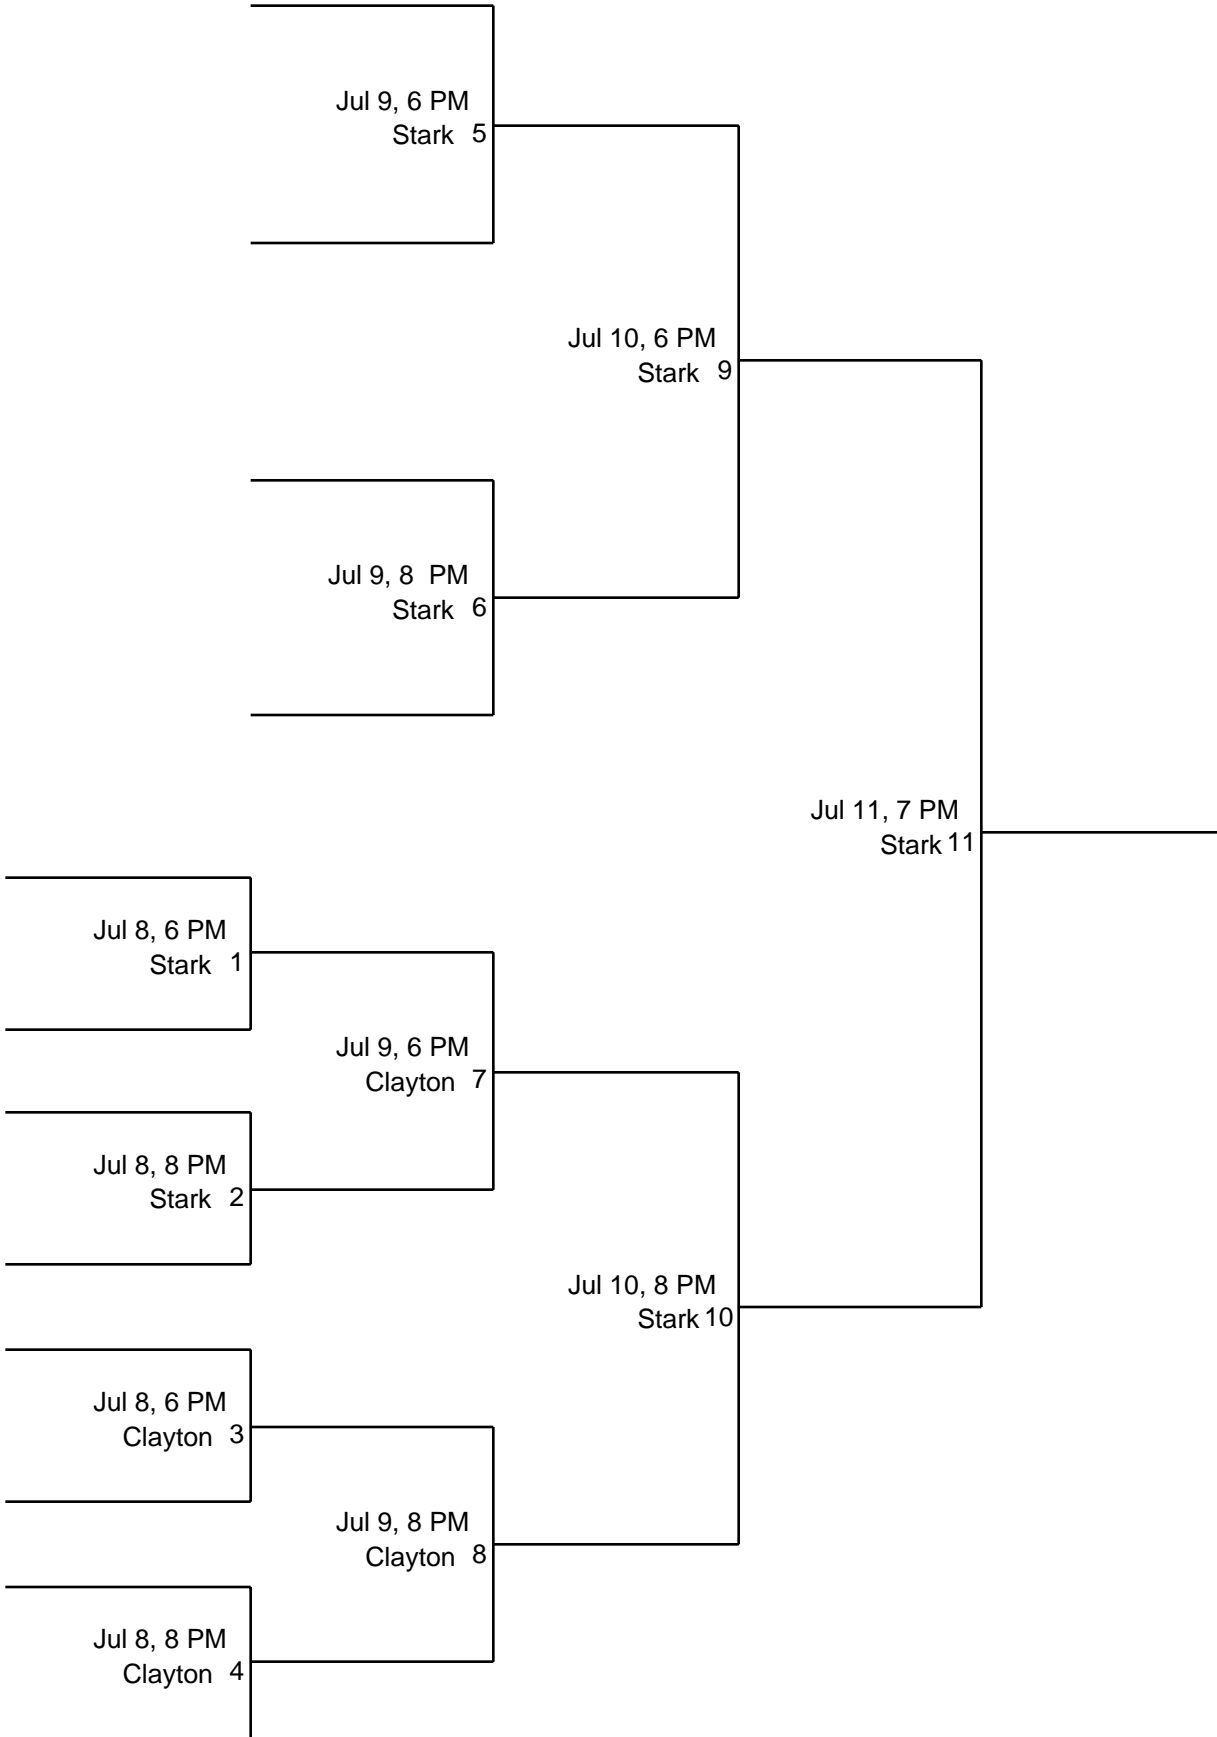 Jul 9, 6 PM
Stark 5
Jul 10, 6 PM
Stark 9
Jul 9, 8 PM
Stark 6
Jul 11, 7 PM
Stark 11
Jul 8, 6 PM
Stark 1
Jul 9, 6 PM
Clayton 7
Jul 8, 8 PM
Stark 2
Jul 10, 8 PM
Stark 10
Jul 8, 6 PM
Clayton 3
Jul 9, 8 PM
Clayton 8
Jul 8, 8 PM
Clayton 4